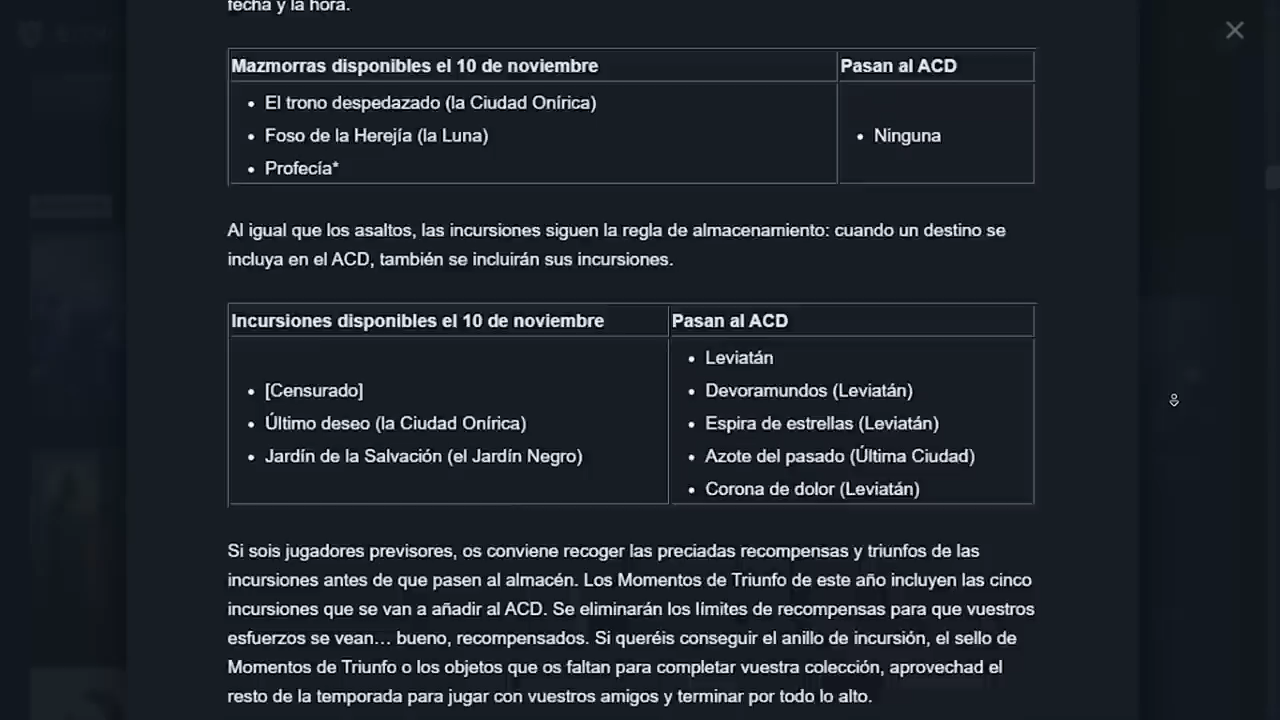 fecha y la hora.
Mazmorras disponibles el 10 de noviembre
Pasan al ACD
• El trono despedazado (la Ciudad Onírica)
• Foso de la Herejía (la Luna)
• Profecía*
• Ninguna
Al igual que los asaltos, las incursiones siguen la regla de almacenamiento: cuando un destino se
incluya en el ACD, también se incluirán sus incursiones.
Incursiones disponibles el 10 de noviembre
Pasan al ACD
• [Censurado]
• Último deseo (la Ciudad Onírica)
• Jardín de la Salvación (el Jardín Negro)
• Leviatán
• Devoramundos (Leviatán)
• Espira de estrellas (Leviatán)
• Azote del pasado (Última Ciudad)
• Corona de dolor (Leviatán)
Si sois jugadores previsores, os conviene recoger las preciadas recompensas y triunfos de las
incursiones antes de que pasen al almacén. Los Momentos de Triunfo de este año incluyen las cinco
incursiones que se van a añadir al ACD. Se eliminarán los límites de recompensas para que vuestros
esfuerzos se vean… bueno, recompensados. Si queréis conseguir el anillo de incursión, el sello de
Momentos de Triunfo o los objetos que os faltan para completar vuestra colección, aprovechad el
resto de la temporada para jugar con vuestros amigos y terminar por todo lo alto.